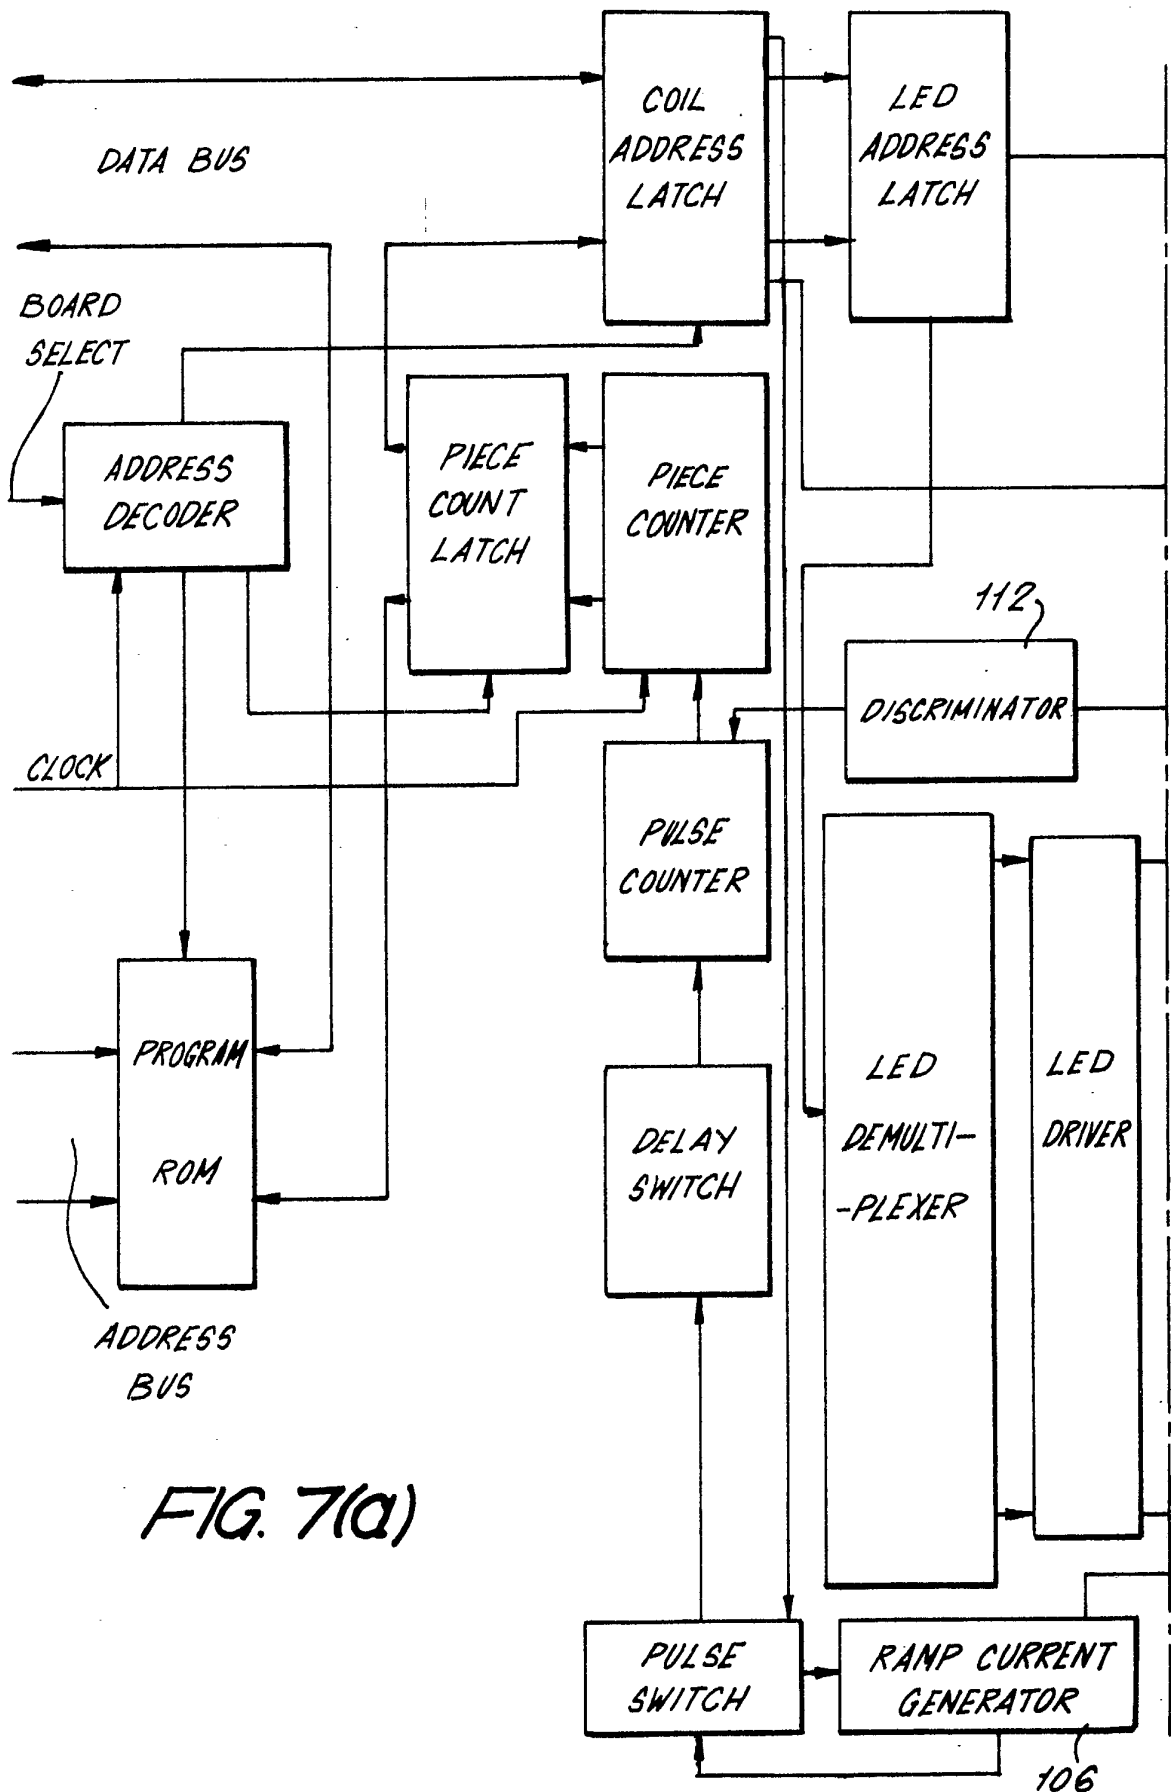 DATA BUS
COIL
ADDRESS
LATCH
LED
ADDRESS
LATCH
BOARD
SELECT
ADDRESS
DECODER
PIECE
COUNT
LATCH
PIECE
COUNTER
112
DISCRIMINATOR
CLOCK
PULSE
COUNTER
PROGRAM
ROM
DELAY
SWITCH
LED
DEMULTI-
-PLEXER
LED
DRIVER
ADDRESS
BUS
FIG. 7(a)
PULSE
SWITCH
RAMP CURRENT
GENERATOR
106